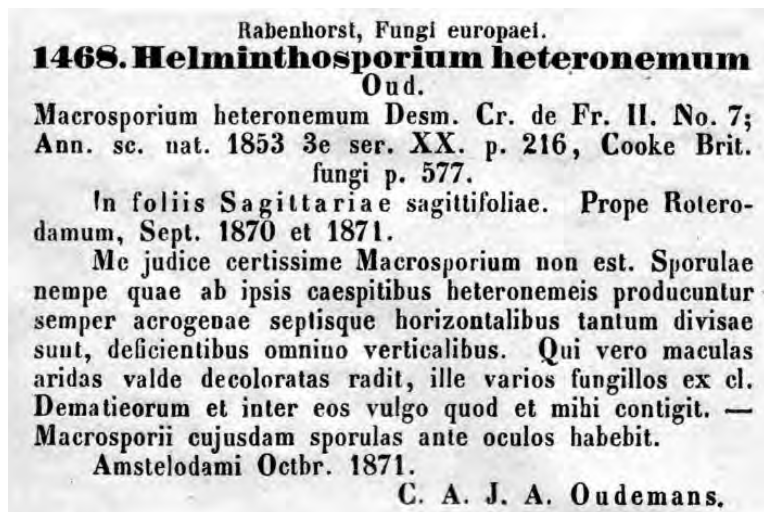 Rabenhorst, Fungi europaei.
1468. Helminthosporium heteronemum
Oud.
Macrosporium heteronemum Desm. Cr. de Fr. II. No. 7;
Ann. sc. nat. 1853 3e ser. XX. p. 216, Cooke Brit.
fungi p. 577.
In foliis Sagittariae sagittifoliae. Prope Rotero-
damum, Sept. 1870 et 1871.
Me judice certissime Macrosporium non est. Sporulae
nempe quae ab ipsis caespitibus heteronemeis producuntur
semper acrogenae septisque horizontalibus tantum divisae
sunt, deficientibus omnino verticalibus. Qui vero maculas
aridas valde decoloratas radit, ille varios fungillos ex cl.
Dematieorum et inter eos vulgo quod et mihi contigit. —
Macrosporii cujusdam sporulas ante oculos habebit.
Amstelodami Octbr. 1871.
C. A. J. A. Oudemans.